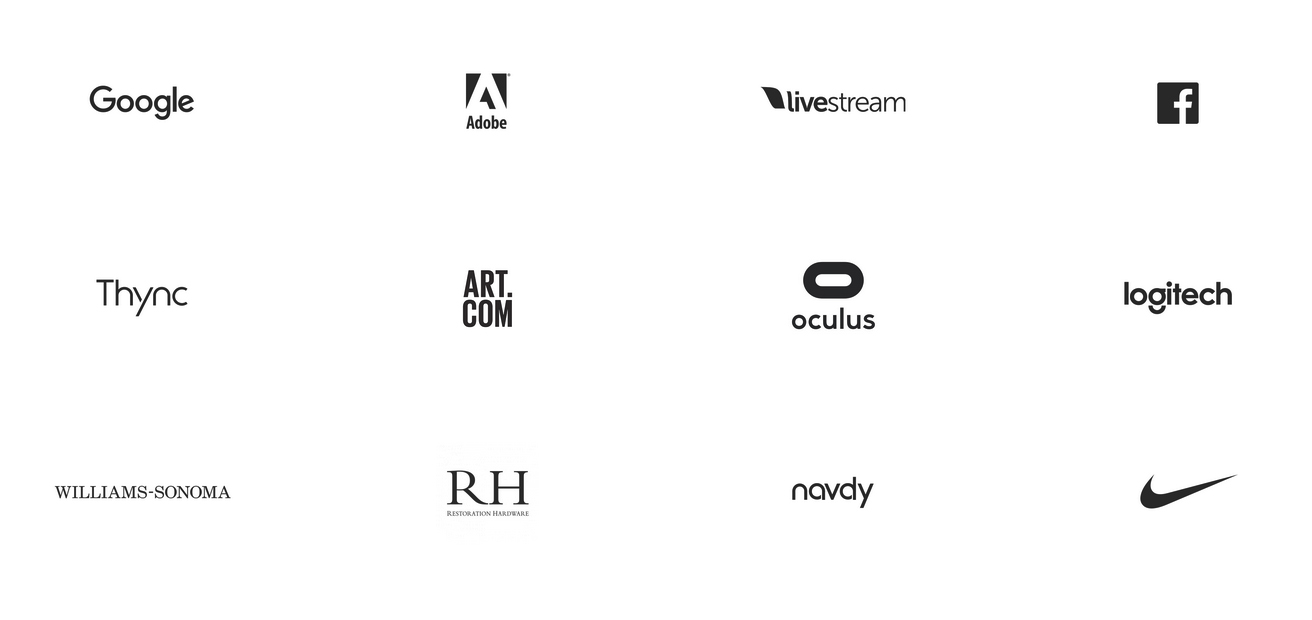 Google
Adobe
livestream
f
Thync
ART.
COM
oculus
logitech
WILLIAMS-SONOMA
RH
RESTORATION HARDWARE
navdy